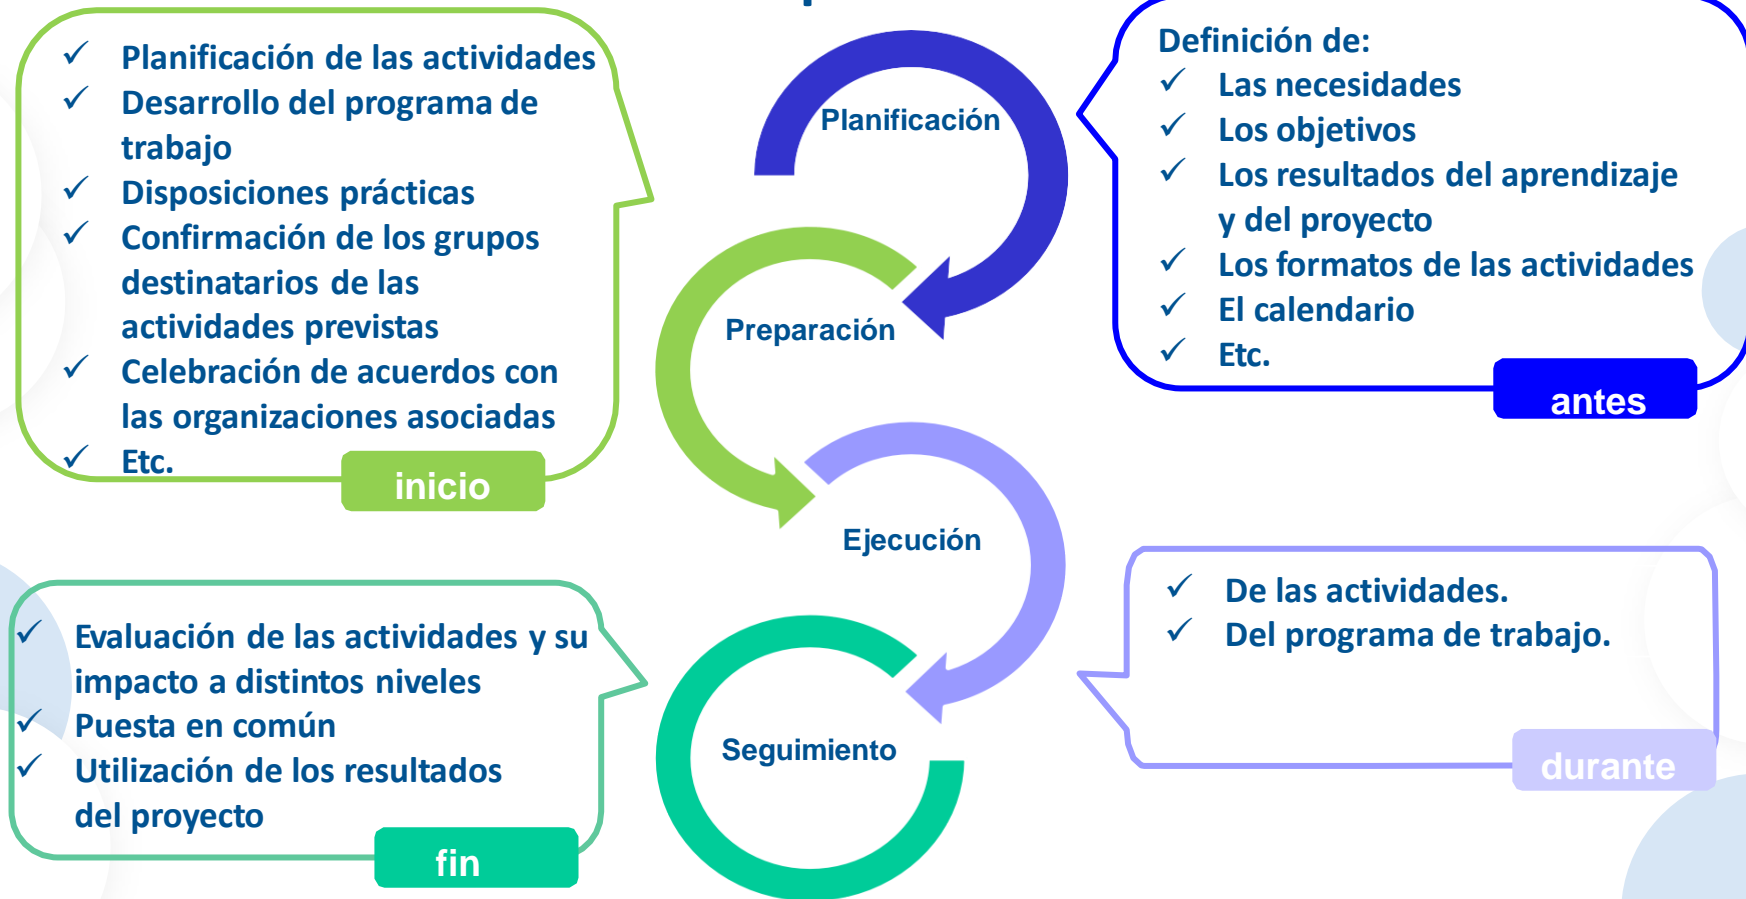 ✓ Planificación de las actividades
✓ Desarrollo del programa de
trabajo
✓ Disposiciones prácticas
✓ Confirmación de los grupos
destinatarios de las
actividades previstas
✓ Celebración de acuerdos con
las organizaciones asociadas
✓ Etc.
inicio
Planificación
Definición de:
✓ Las necesidades
✓ Los objetivos
✓ Los resultados del aprendizaje
y del proyecto
✓ Los formatos de las actividades
✓ El calendario
✓ Etc.
antes
Preparación
Ejecución
✓ De las actividades.
✓ Del programa de trabajo.
durante
✓ Evaluación de las actividades y su
impacto a distintos niveles
✓ Puesta en común
✓ Utilización de los resultados
del proyecto
fin
Seguimiento